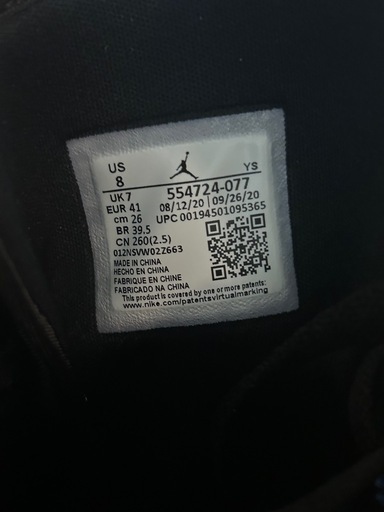 US
8
YS
UK 7
554724-077
EUR 41
08/12/20 | 09/26/20
cm 26
UPC 00194501095365
BR 39.5
CN 260(2.5)
012NSVW02Z663
MADE IN CHINA
HECHO EN CHINA
FABRIQUE EN CHINE
FABRICADO NA CHINA
This product is covered by one or more patents:
www.nike.com/patentsvirtualmarking